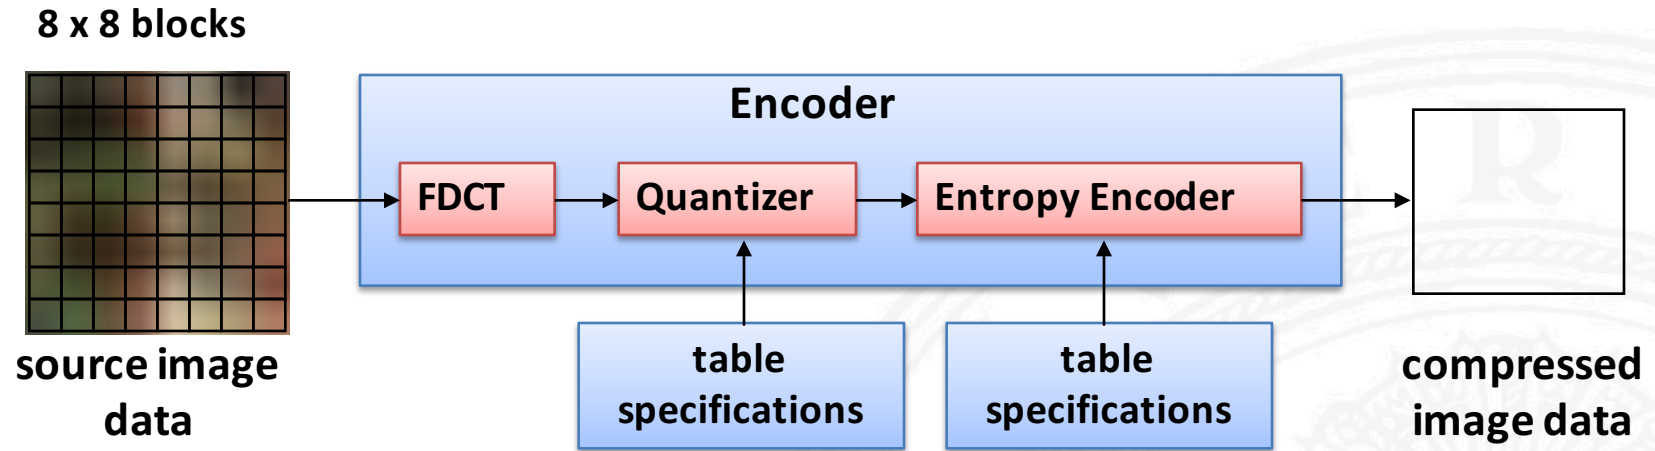 8 x 8 blocks
Encoder
FDCT
Quantizer
Entropy Encoder
source image
data
table
specifications
table
specifications
compressed
image data
R